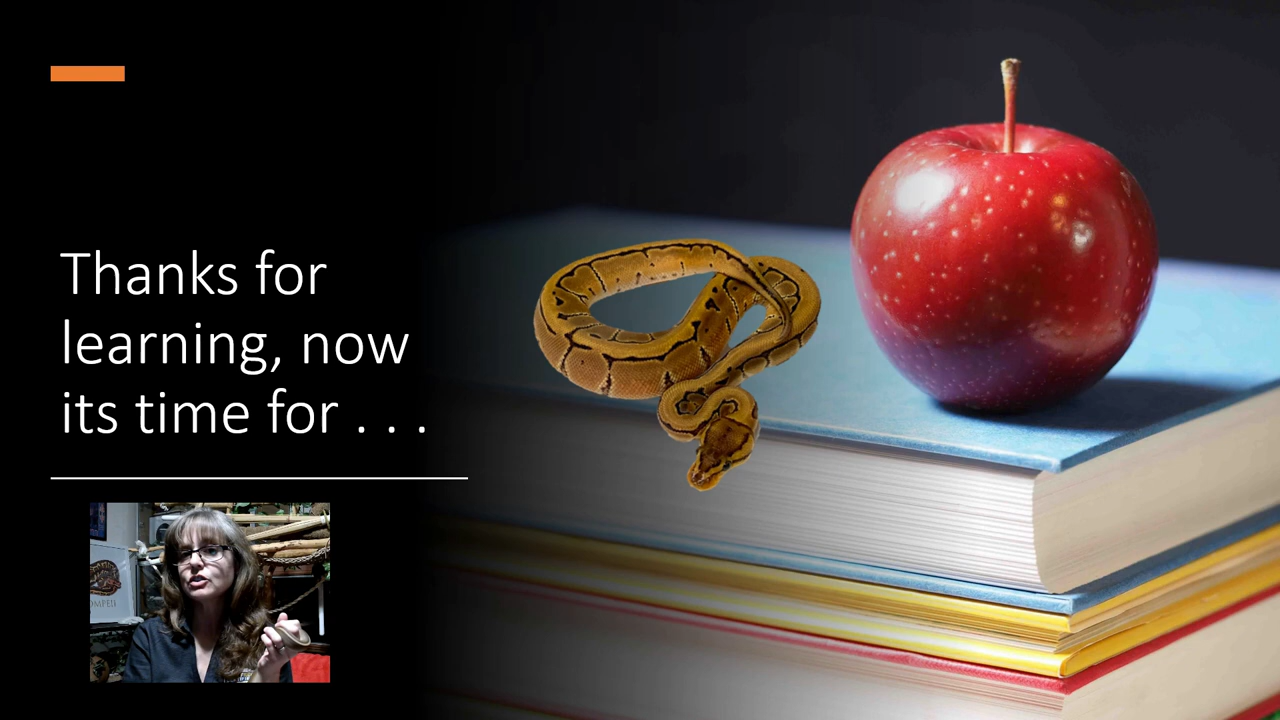 Thanks for
learning, now
its time for . . .